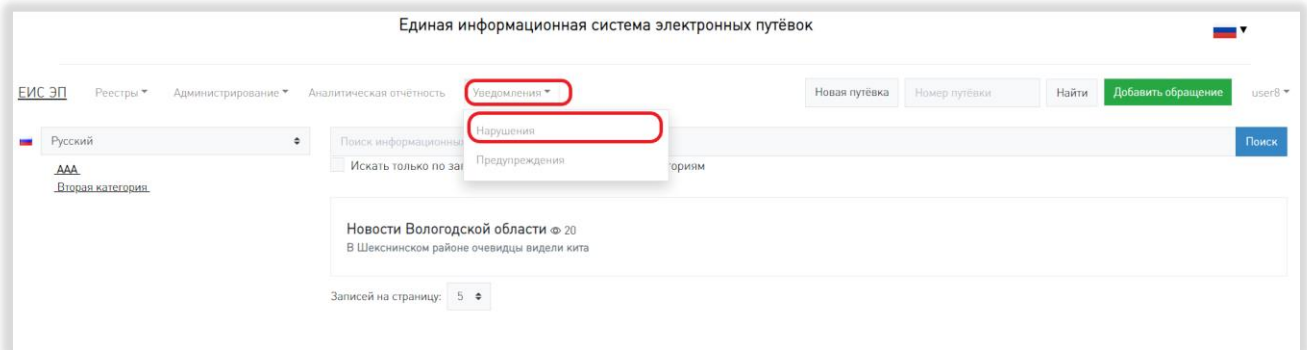 Единая информационная система электронных путёвок
ЕИС ЭП Реестры Администрирование Аналитическая отчётность Уведомления Новая путёвка Номер путёвки Найти Добавить обращение user8
Русский Поиск информационны Нарушения Поиск
Искать только по Предупреждения
ААА
Вторая категория
Новости Вологодской области 20
В Шекснинском районе очевидцы видели кита
Записей на страницу: 5